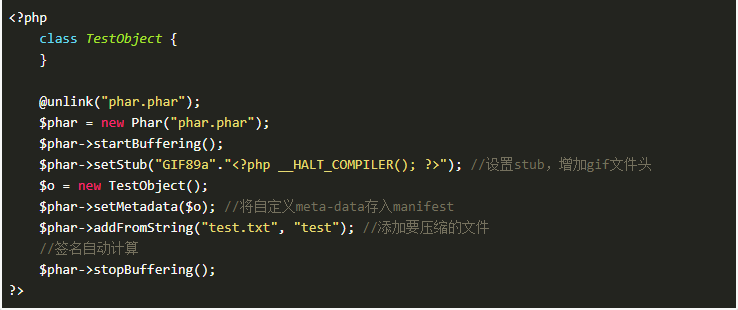 <?php
    class TestObject {
    }

    @unlink("phar.phar");
    $phar = new Phar("phar.phar");
    $phar->startBuffering();
    $phar->setStub("GIF89a"."<?php __HALT_COMPILER(); ?>"); //设置stub，增加gif文件头
    $o = new TestObject();
    $phar->setMetadata($o); //将自定义meta-data存入manifest
    $phar->addFromString("test.txt", "test"); //添加要压缩的文件
    //签名自动计算
    $phar->stopBuffering();
?>